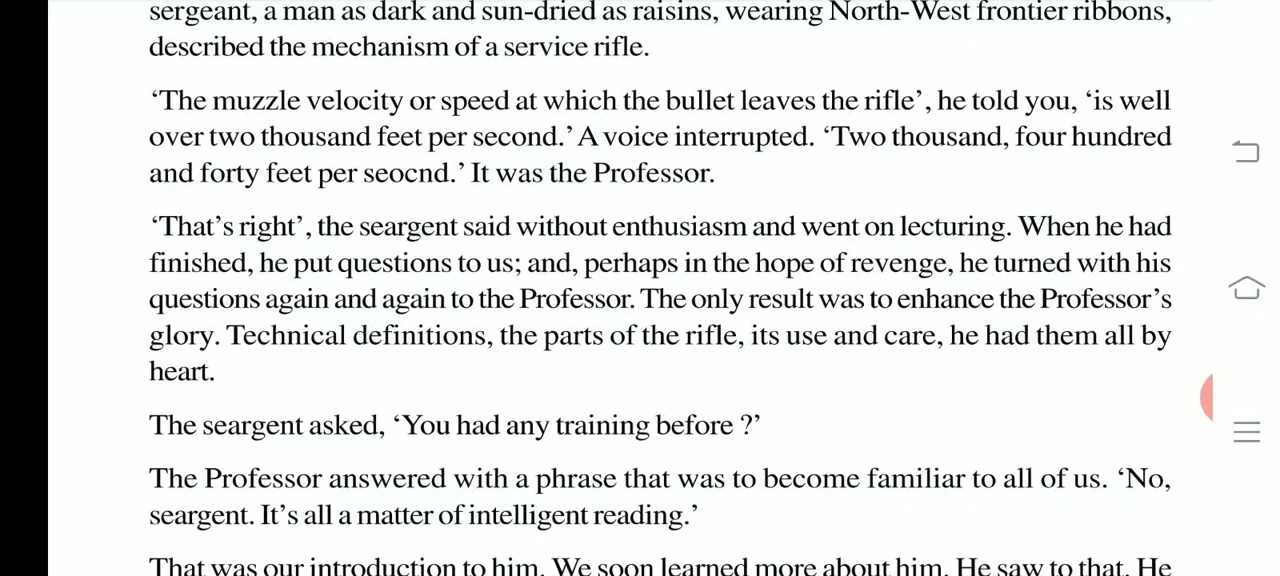 sergeant, a man as dark and sun-dried as raisins, wearing North-West frontier ribbons,
described the mechanism of a service rifle.
‘The muzzle velocity or speed at which the bullet leaves the rifle’, he told you, ‘is well
over two thousand feet per second.’ A voice interrupted. ‘Two thousand, four hundred
and forty feet per seocnd.’ It was the Professor.
‘That’s right’, the seargent said without enthusiasm and went on lecturing. When he had
finished, he put questions to us; and, perhaps in the hope of revenge, he turned with his
questions again and again to the Professor. The only result was to enhance the Professor’s
glory. Technical definitions, the parts of the rifle, its use and care, he had them all by
heart.
The seargent asked, ‘You had any training before ?’
The Professor answered with a phrase that was to become familiar to all of us. ‘No,
seargent. It’s all a matter of intelligent reading.’
That was our introduction to him. We soon learned more about him. He saw to that. He